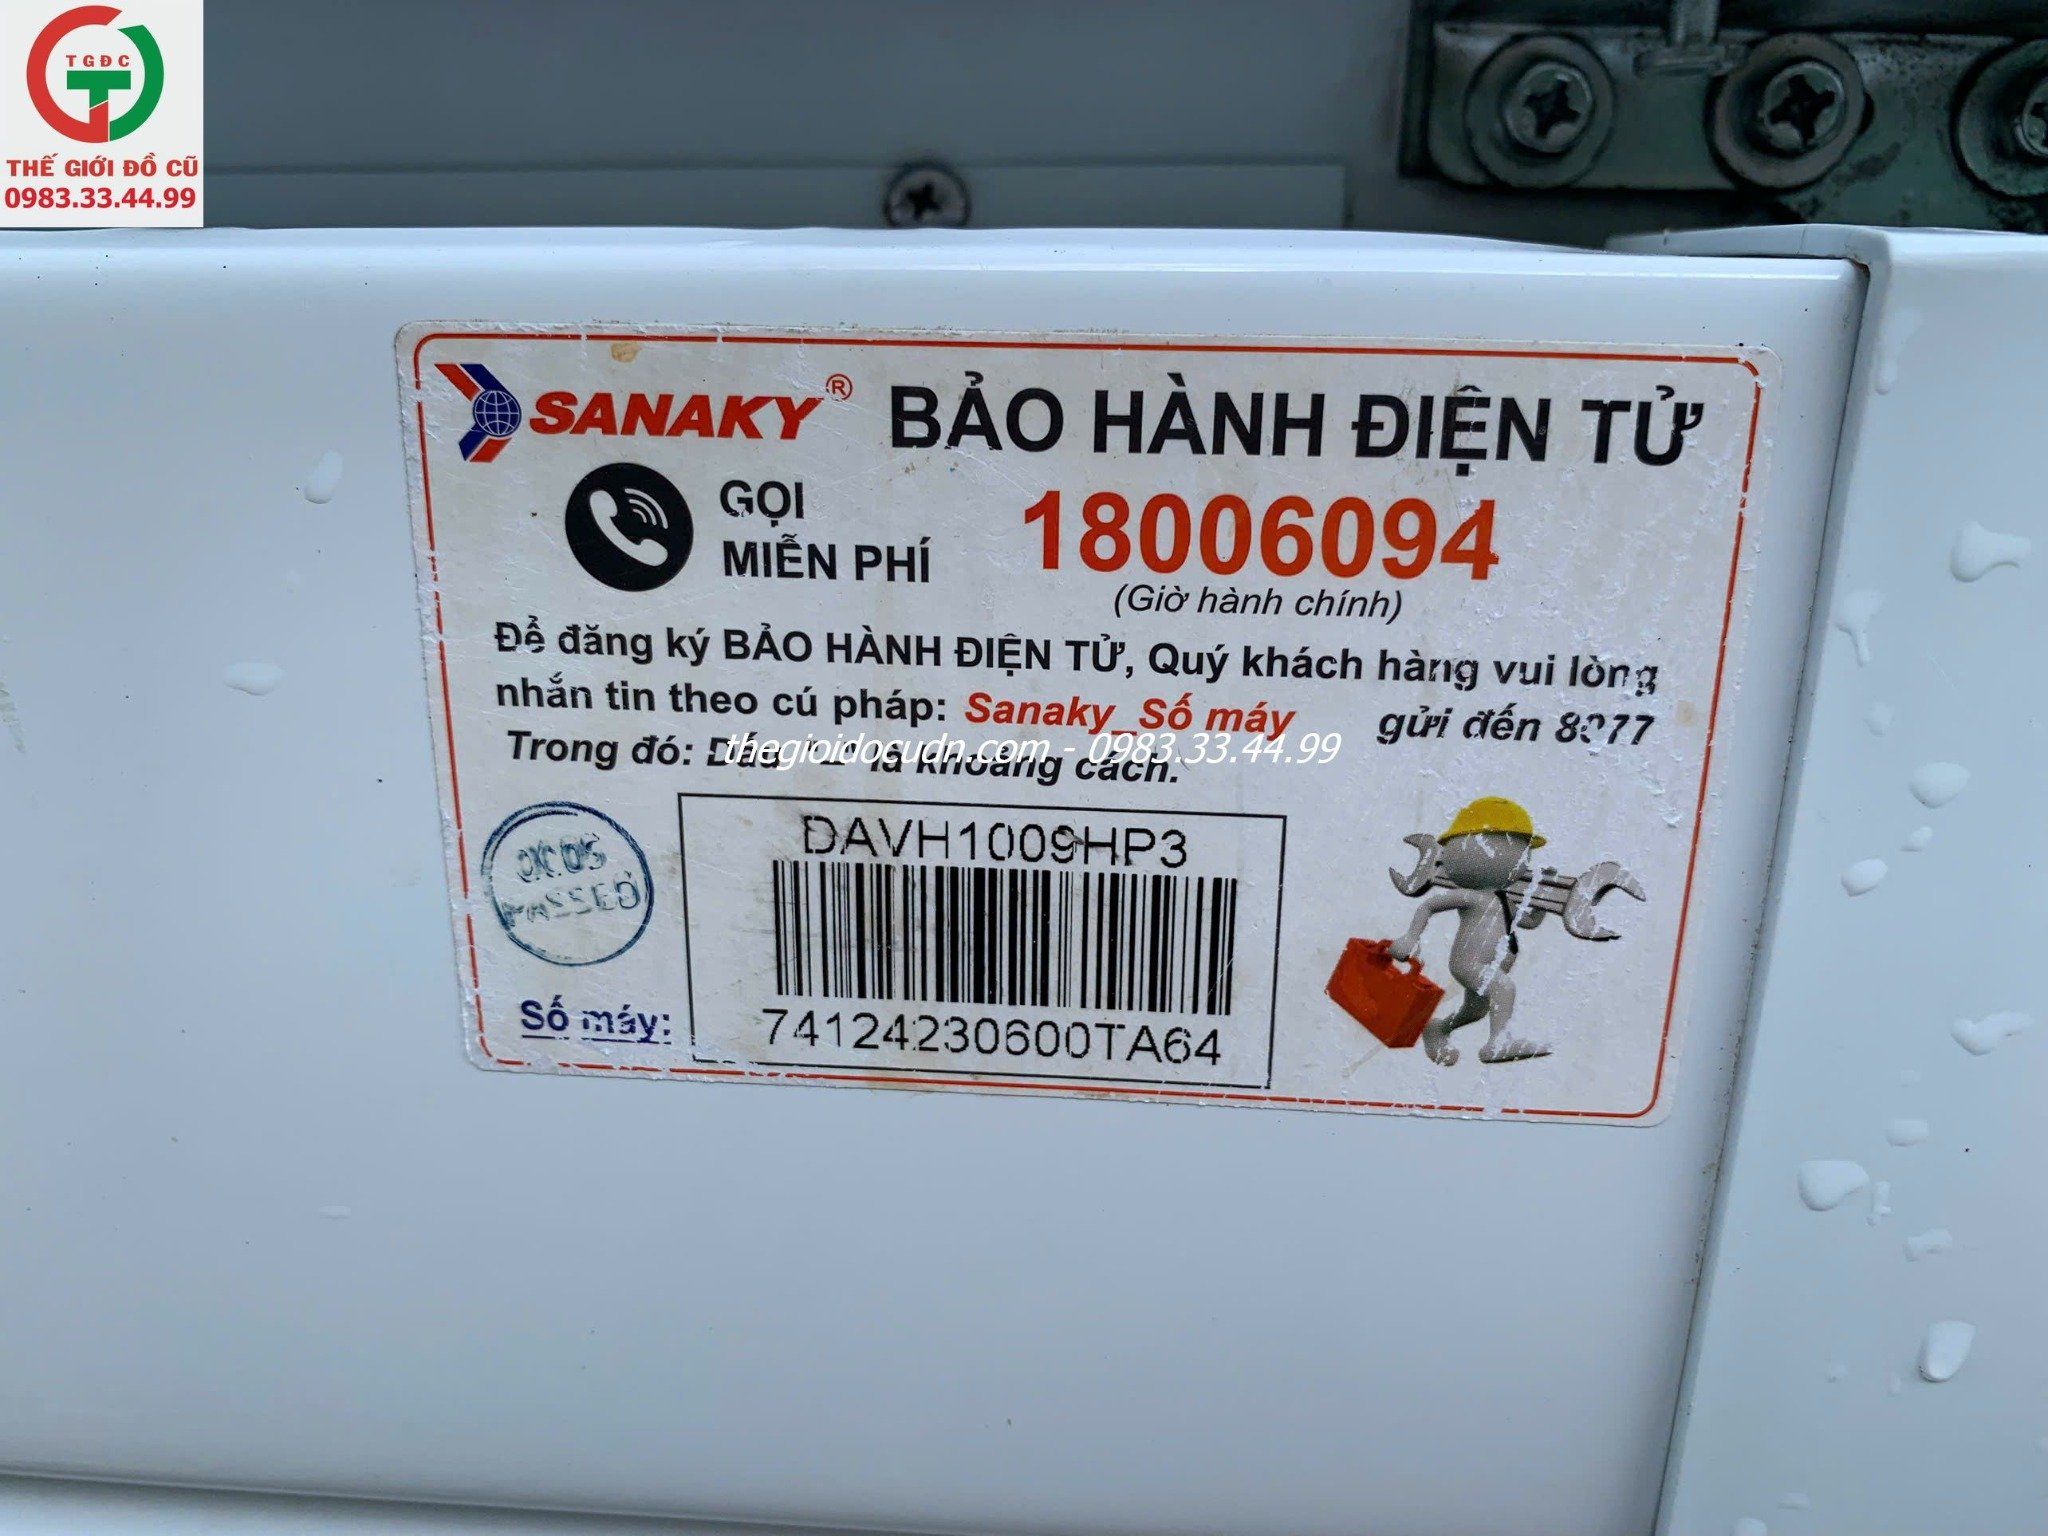 TGĐC
THẾ GIỚI ĐỒ CŨ
0983.33.44.99
SANAKY® BẢO HÀNH ĐIỆN TỬ
GỌI
MIỄN PHÍ
18006094
(Giờ hành chính)
Để đăng ký BẢO HÀNH ĐIỆN TỬ, Quý khách hàng vui lòng
nhắn tin theo cú pháp: Sanaky_Số máy gửi đến
Trong đó: Dấu là khoảng cách.
thegioidocudn.com - 0983.33.44.99
DAVH1009HP3
PASSED
Số máy:
74124230600TA64